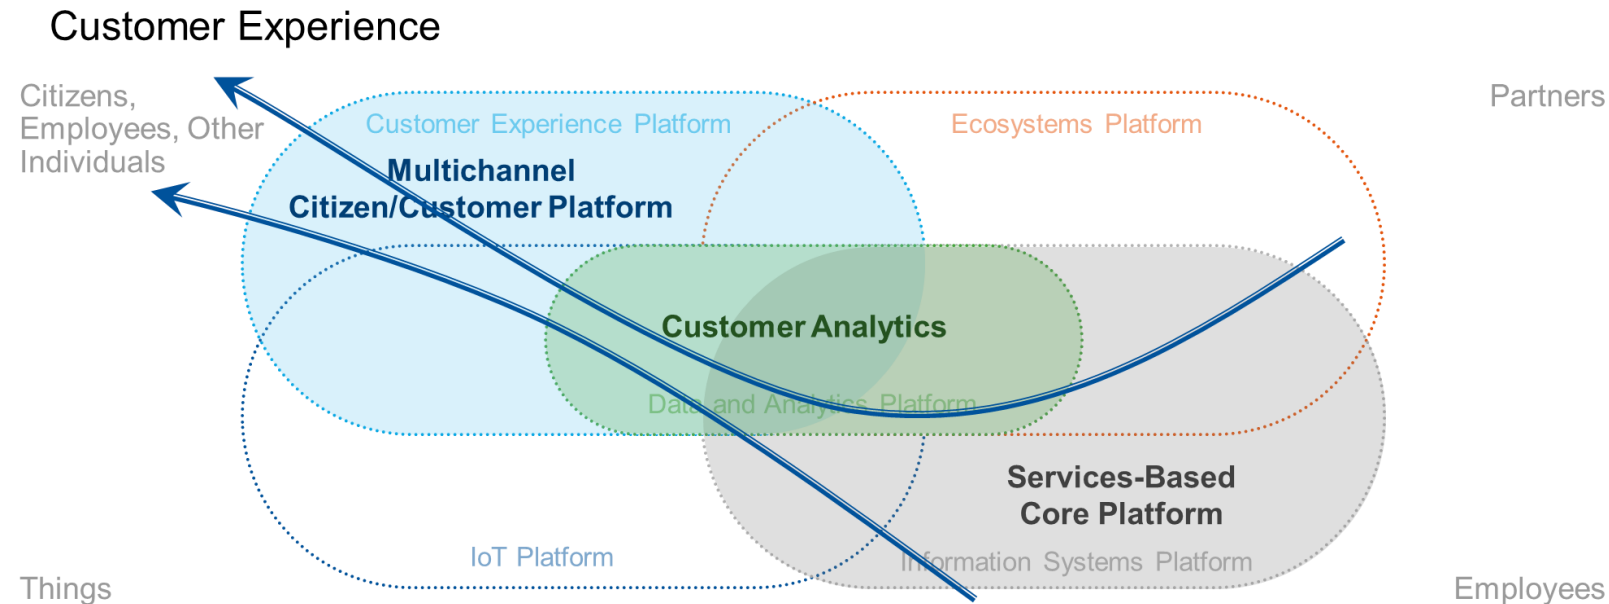 Customer Experience
Citizens,
Employees, Other
Individuals
Partners
Customer Experience Platform
Ecosystems Platform
Multichannel
Citizen/Customer Platform
Customer Analytics
Data and Analytics Platform
Services-Based
Core Platform
IoT Platform
Information Systems Platform
Things
Employees